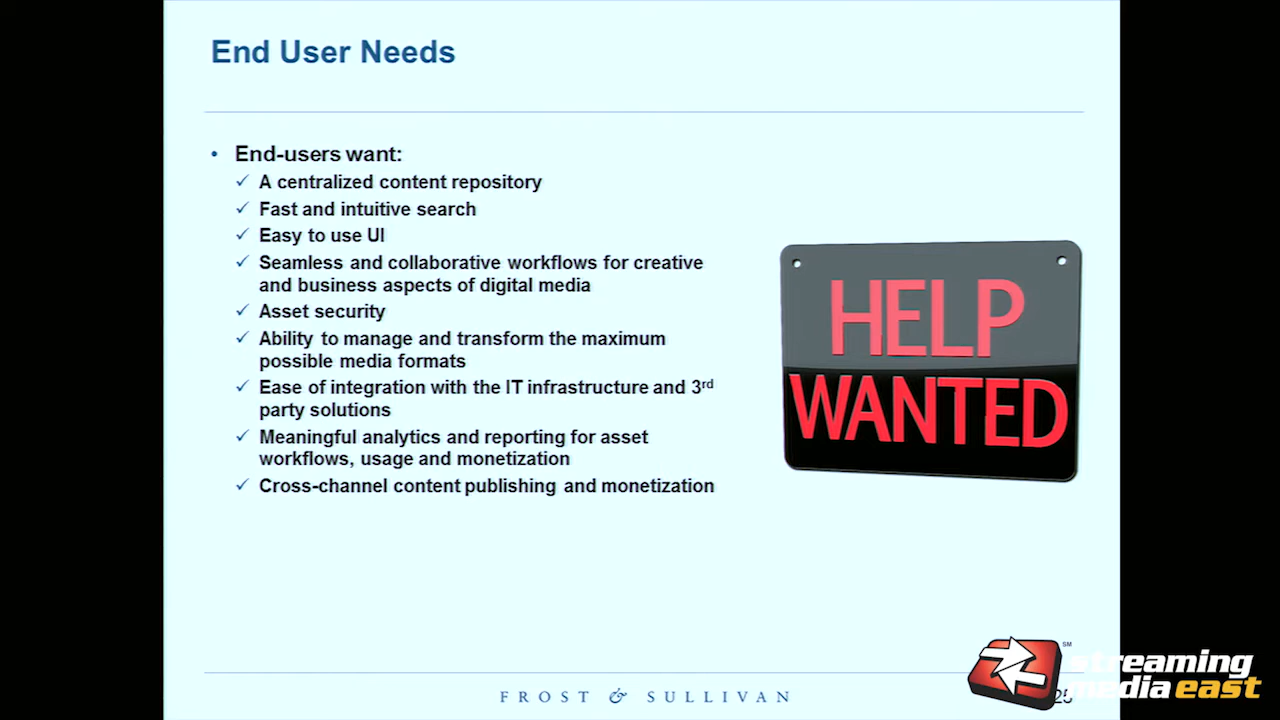 End User Needs
• End-users want:
✓ A centralized content repository
✓ Fast and intuitive search
✓ Easy to use UI
✓ Seamless and collaborative workflows for creative
and business aspects of digital media
✓ Asset security
✓ Ability to manage and transform the maximum
possible media formats
✓ Ease of integration with the IT infrastructure and 3rd
party solutions
✓ Meaningful analytics and reporting for asset
workflows, usage and monetization
✓ Cross-channel content publishing and monetization
HELP
WANTED
FROST & SULLIVAN
SM
streaming
media east